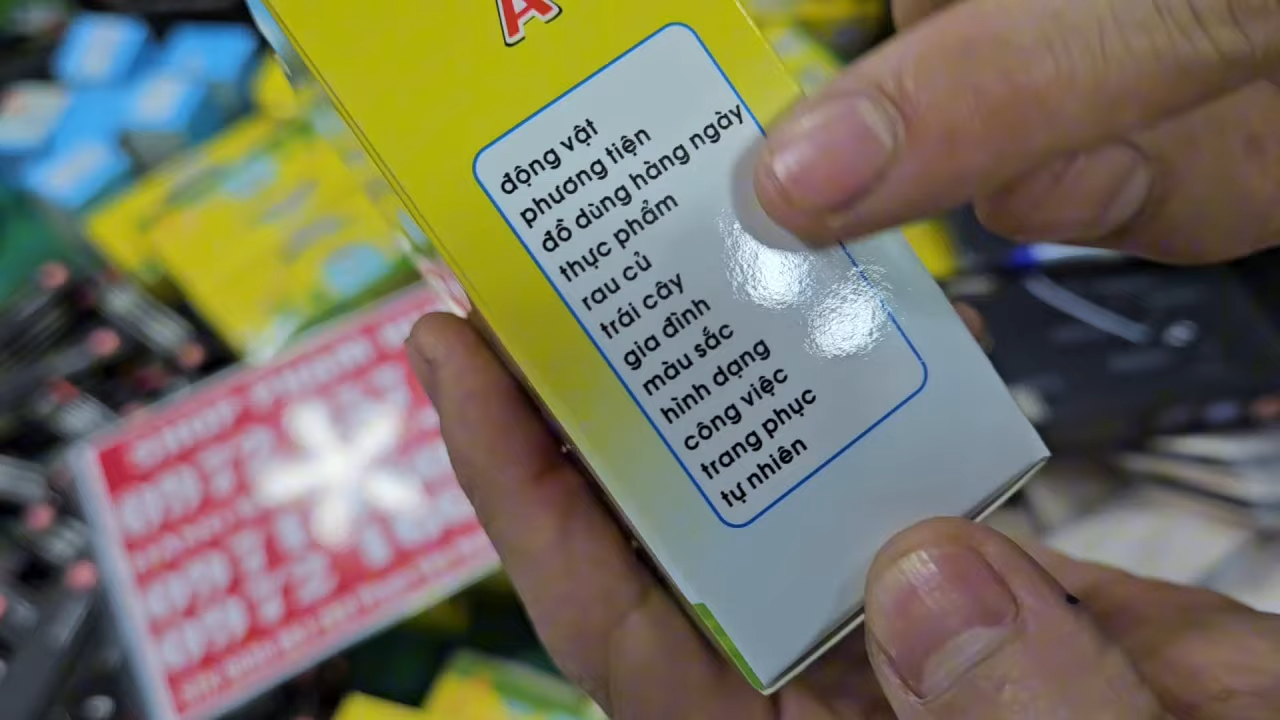 A
động vật
phương tiện
đồ dùng hàng ngày
thực phẩm
rau củ
trái cây
gia đình
màu sắc
hình dạng
công việc
trang phục
tự nhiên